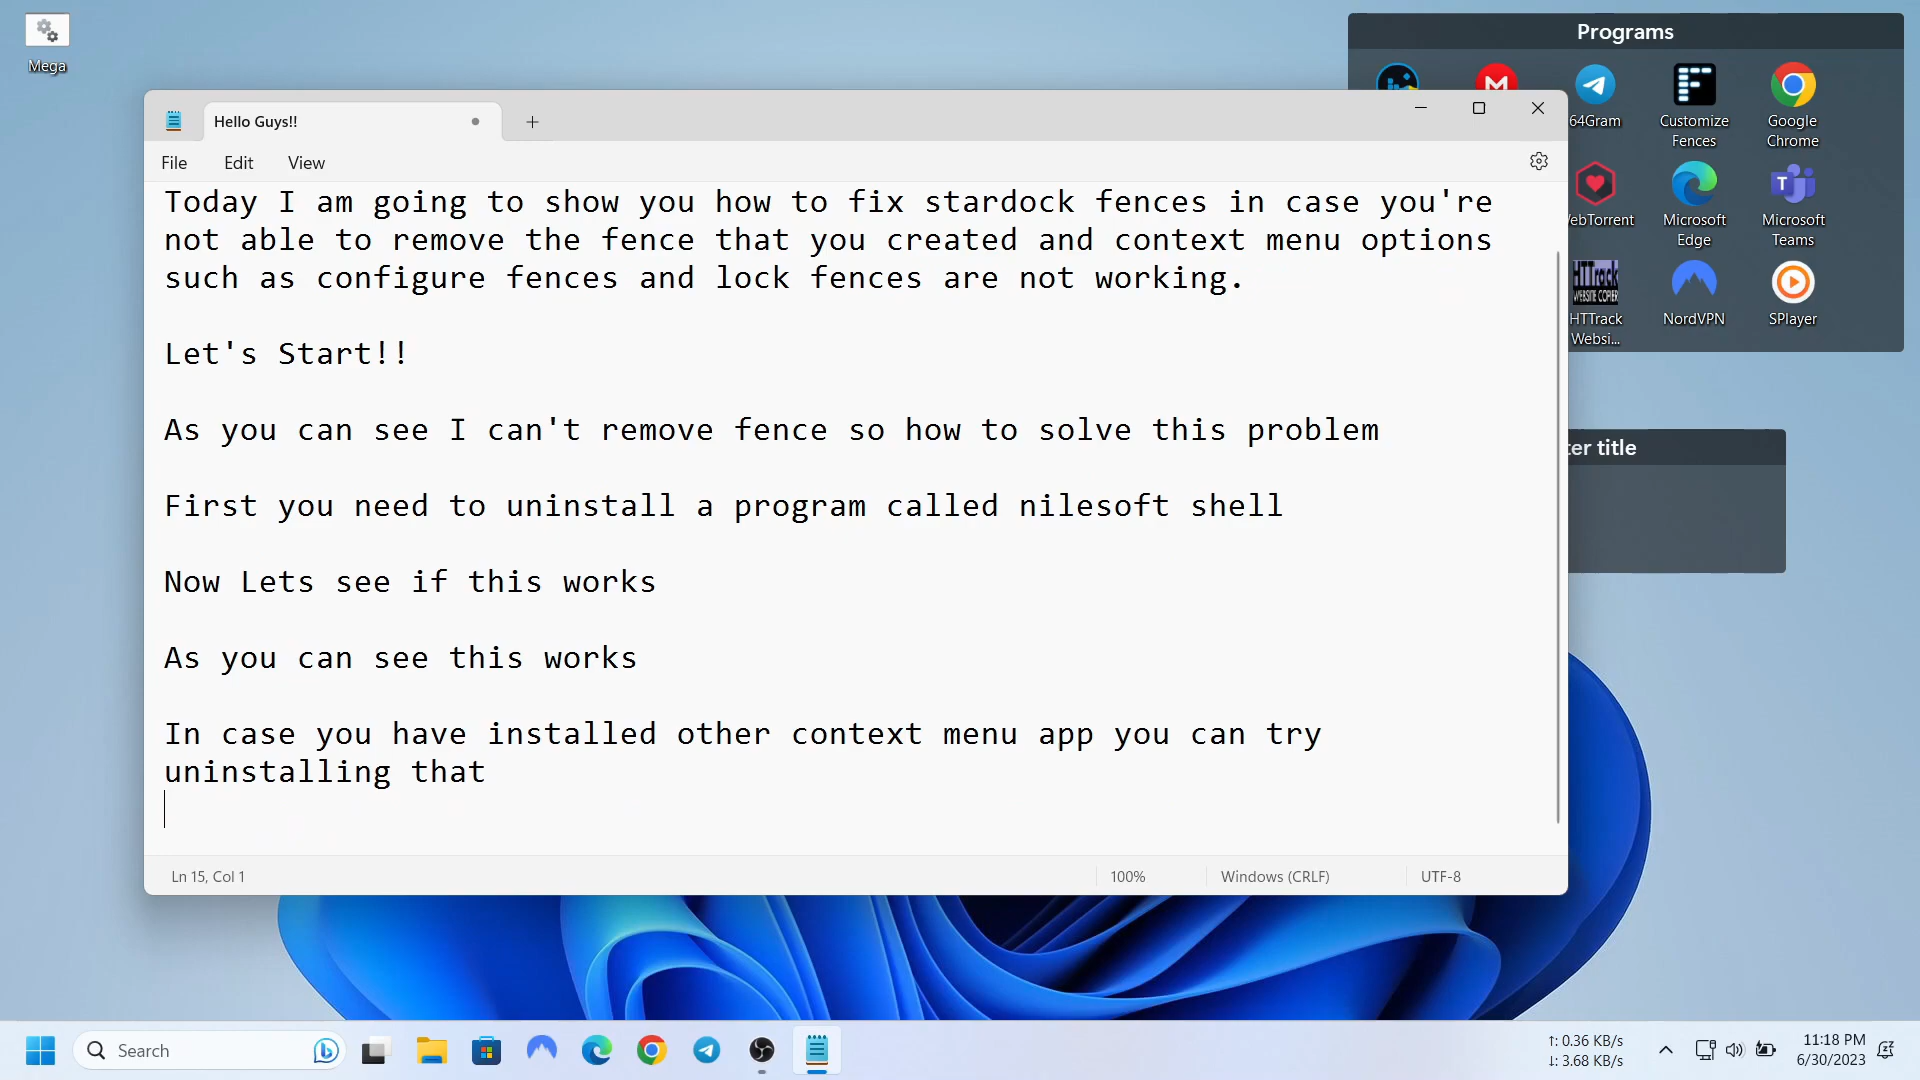 Mega
Programs
64Gram
Customize
Fences
Google
Chrome
Hello Guys!!
File
Edit
View
Today I am going to show you how to fix stardock fences in case you're
not able to remove the fence that you created and context menu options
such as configure fences and lock fences are not working.
Let's Start!!
As you can see I can't remove fence so how to solve this problem
First you need to uninstall a program called nilesoft shell
Now Lets see if this works
As you can see this works
In case you have installed other context menu app you can try
uninstalling that
Ln 15, Col 1
100%
Windows (CRLF)
UTF-8
ebTorrent
Microsoft
Edge
Microsoft
Teams
HTTrack
WEBSITE COPIER
HTTrack
Websi...
NordVPN
SPlayer
ter title
Search
↑: 0.36 KB/s
↓: 3.68 KB/s
11:18 PM
6/30/2023